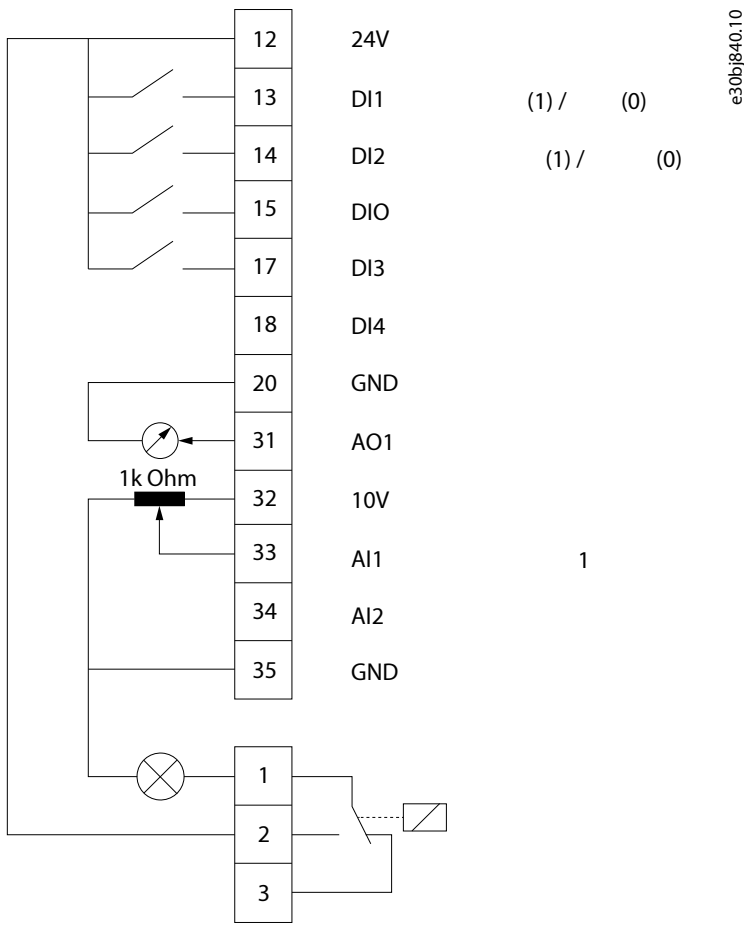 12 24V
13 DI1 (1) / (0)
14 DI2 (1) / (0)
15 DIO
17 DI3
18 DI4
20 GND
31 AO1
1k Ohm
32 10V
33 AI1 1
34 AI2
35 GND
1
2
3
e30bj840.10